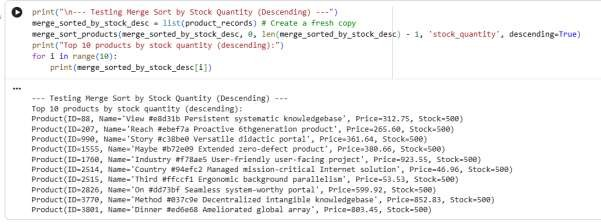 print("\n--- Testing Merge Sort by Stock Quantity (Descending) ---")
merge_sorted_by_stock_desc = list(product_records) # Create a fresh copy
merge_sort_products(merge_sorted_by_stock_desc, 0, len(merge_sorted_by_stock_desc) - 1, 'stock_quantity', descending=True)
print("Top 10 products by stock quantity (descending):")
for i in range(10):
    print(merge_sorted_by_stock_desc[i])
...
--- Testing Merge Sort by Stock Quantity (Descending) ---
Top 10 products by stock quantity (descending):
Product(ID=88, Name='View #e8d31b Persistent systematic knowledgebase', Price=312.75, Stock=500)
Product(ID=207, Name='Reach #ebef7a Proactive 6thgeneration product', Price=265.60, Stock=500)
Product(ID=990, Name='Story #c38be0 Versatile didactic portal', Price=361.64, Stock=500)
Product(ID=1555, Name='Maybe #b72e09 Extended zero-defect product', Price=380.66, Stock=500)
Product(ID=1760, Name='Industry #f78ae5 User-friendly user-facing project', Price=923.55, Stock=500)
Product(ID=2514, Name='Country #94efc2 Managed mission-critical Internet solution', Price=46.96, Stock=500)
Product(ID=2515, Name='Third #ffccf1 Ergonomic background parallelism', Price=53.53, Stock=500)
Product(ID=2826, Name='On #dd73bf Seamless system-worthy portal', Price=599.92, Stock=500)
Product(ID=3770, Name='Method #037c9e Decentralized intangible knowledgebase', Price=852.83, Stock=500)
Product(ID=3801, Name='Dinner #ed6e68 Ameliorated global array', Price=803.45, Stock=500)